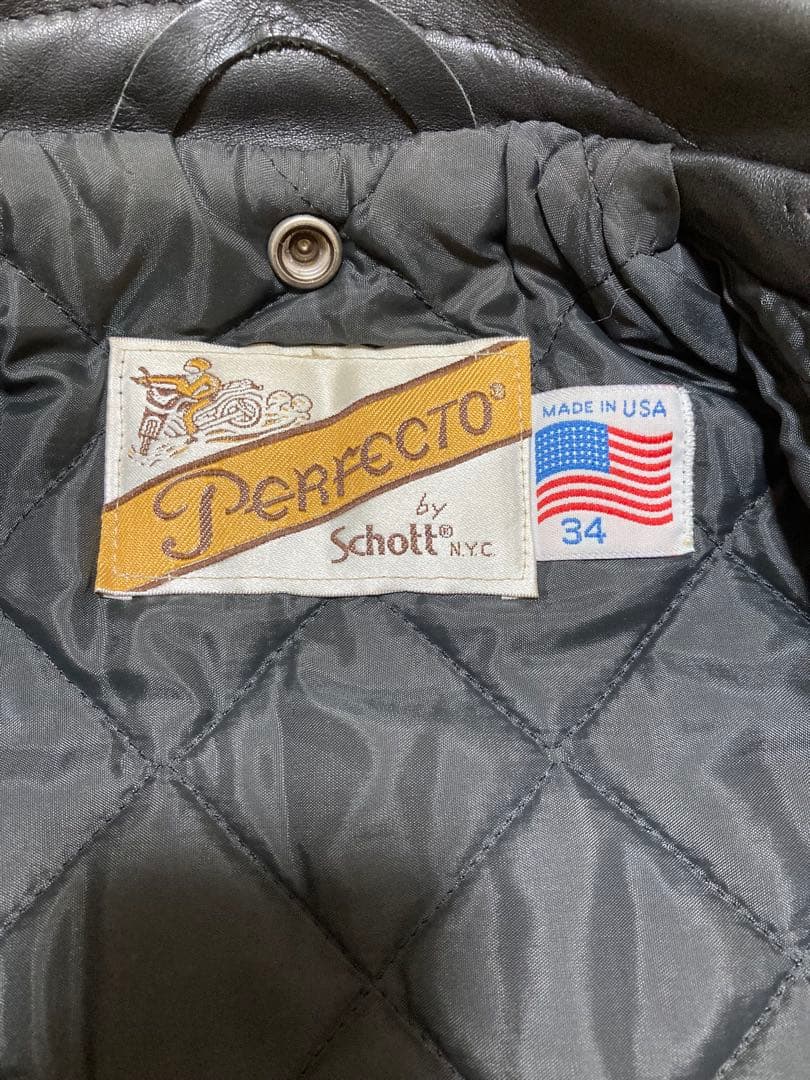 PERFECTO®
by
Schott® N.Y.C.
MADE IN USA
34